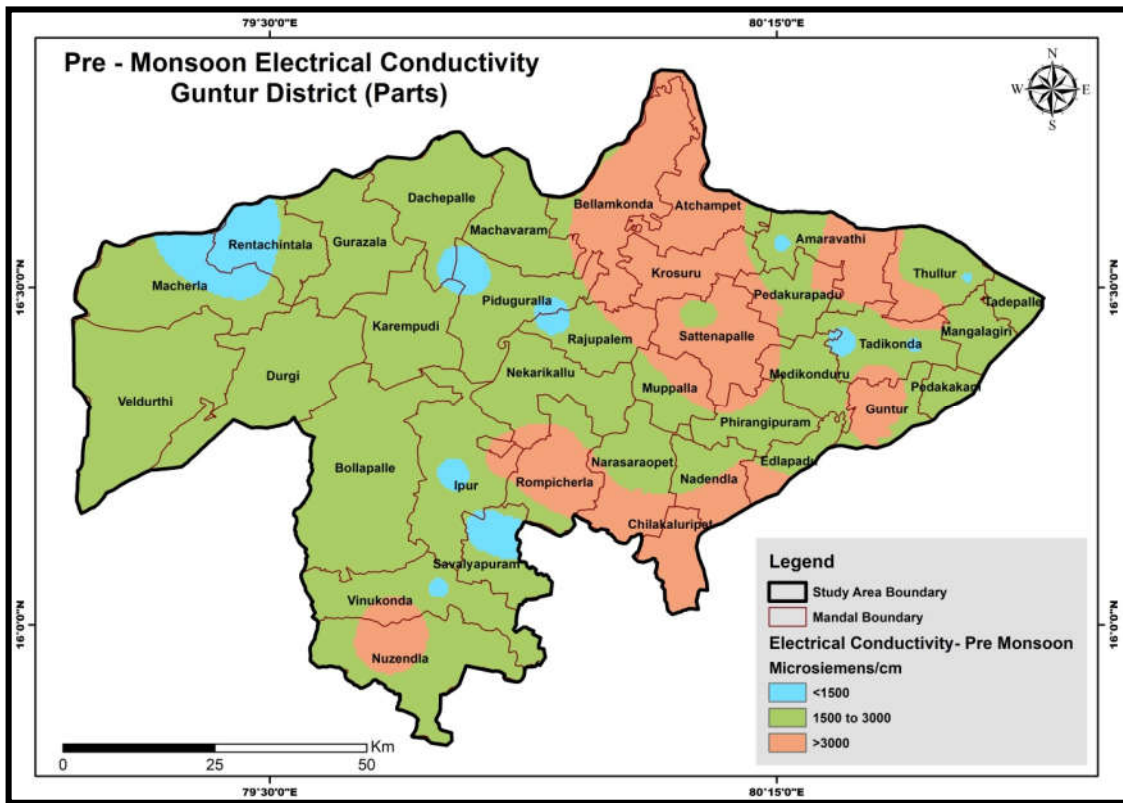 79°30'0"E
80°15'0"E
Pre - Monsoon Electrical Conductivity
Guntur District (Parts)
N
W E
S
Dachepalle
Bellamkonda
Atchampet
Rentachintala
Gurazala
Machavaram
Amaravathi
Krosuru
Thullur
16°30'0"N
Macherla
Piduguralla
Pedakurapadu
Tadepalle
16°30'0"N
Karempudi
Rajupalem
Sattenapalle
Tadikonda
Mangalagiri
Durgi
Nekarikallu
Muppalla
Medikonduru
Pedakakani
Veldurthi
Guntur
Phirangipuram
Bollapalle
Narasaraopet
Edlapadu
Ipur
Rompicherla
Nadendla
Chilakaluripet
Savalyapuram
Vinukonda
Nuzendla
16°0'0"N
16°0'0"N
Legend
Study Area Boundary
Mandal Boundary
Electrical Conductivity- Pre Monsoon
Microsiemens/cm
<1500
1500 to 3000
>3000
Km
0 25 50
79°30'0"E
80°15'0"E